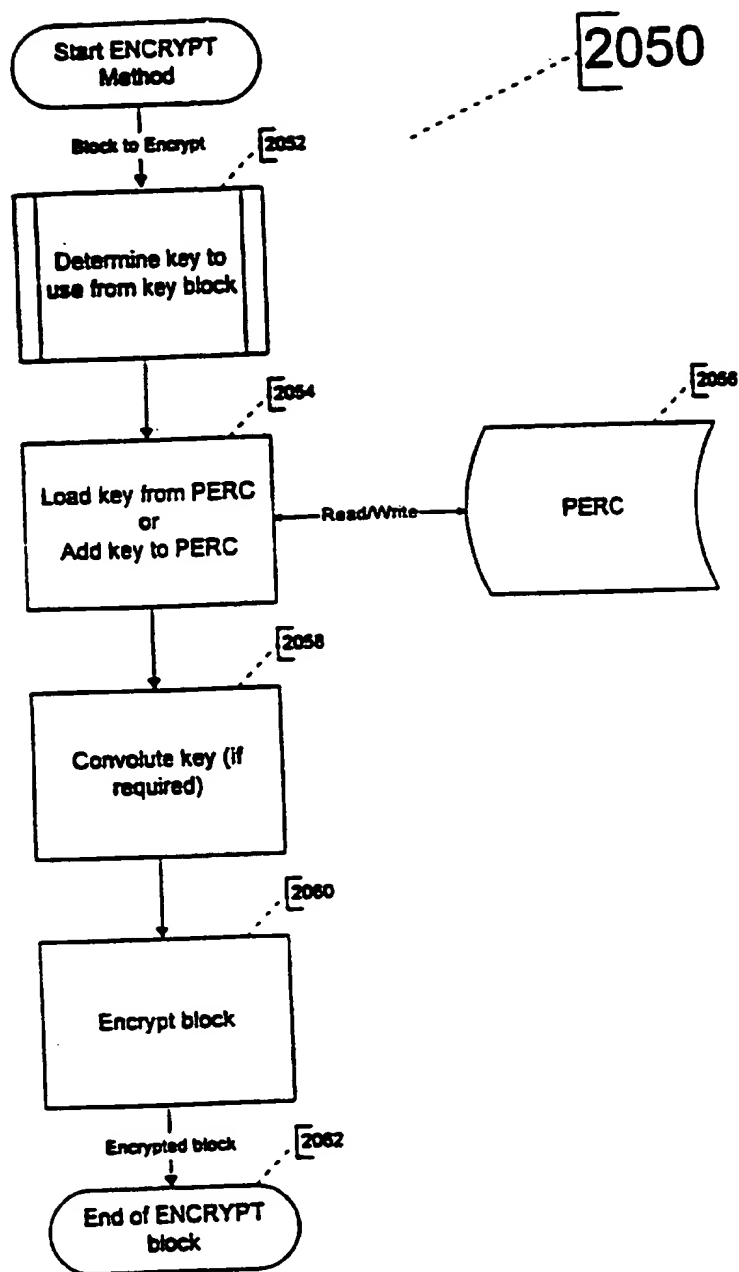 Start ENCRYPT
Method
2050
Block to Encrypt
2052
Determine key to
use from key block
2054
2056
Load key from PERC
or
Add key to PERC
Read/Write
PERC
2058
Convolute key (if
required)
2060
Encrypt block
Encrypted block
2062
End of ENCRYPT
block